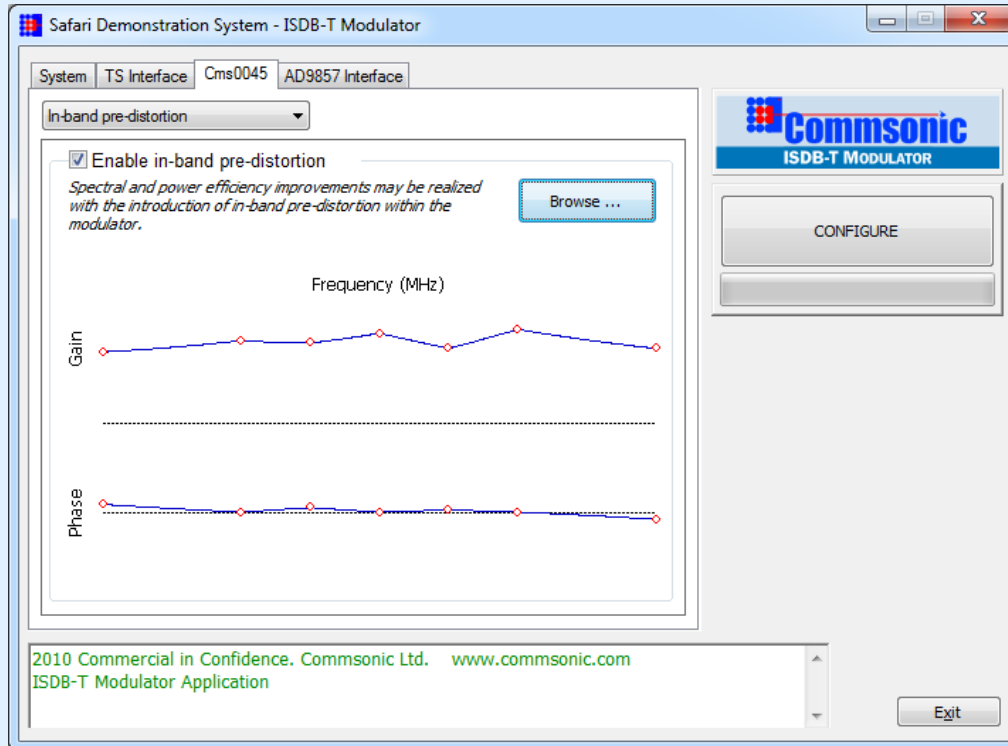 Safari Demonstration System - ISDB-T Modulator
System TS Interface Cms0045 AD9857 Interface
In-band pre-distortion
Enable in-band pre-distortion
Spectral and power efficiency improvements may be realized
with the introduction of in-band pre-distortion within the
modulator.
Browse ...
Frequency (MHz)
Gain
Phase
Commsonic
ISDB-T MODULATOR
CONFIGURE
2010 Commercial in Confidence. Commsonic Ltd. www.commsonic.com
ISDB-T Modulator Application
Exit